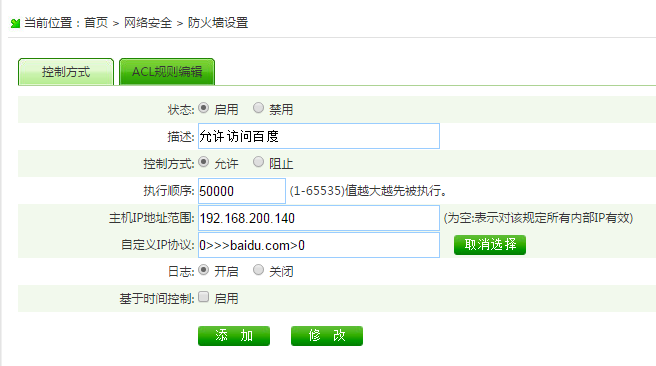 当前位置：首页 > 网络安全 > 防火墙设置
控制方式 ACL规则编辑
状态: 启用 禁用
描述: 允许访问百度
控制方式: 允许 阻止
执行顺序: 50000 (1-65535)值越大越先被执行。
主机IP地址范围: 192.168.200.140 (为空:表示对该规定所有内部IP有效)
自定义IP协议: 0>>>baidu.com>0 取消选择
日志: 开启 关闭
基于时间控制: 启用
添 加 修 改